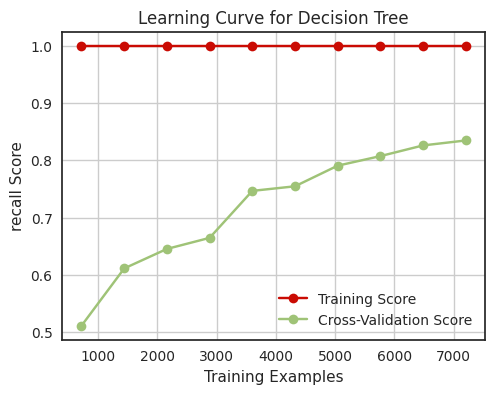 Learning Curve for Decision Tree
1.0
0.9
0.8
0.7
0.6
0.5
recall Score
Training Score
Cross-Validation Score
1000 2000 3000 4000 5000 6000 7000
Training Examples